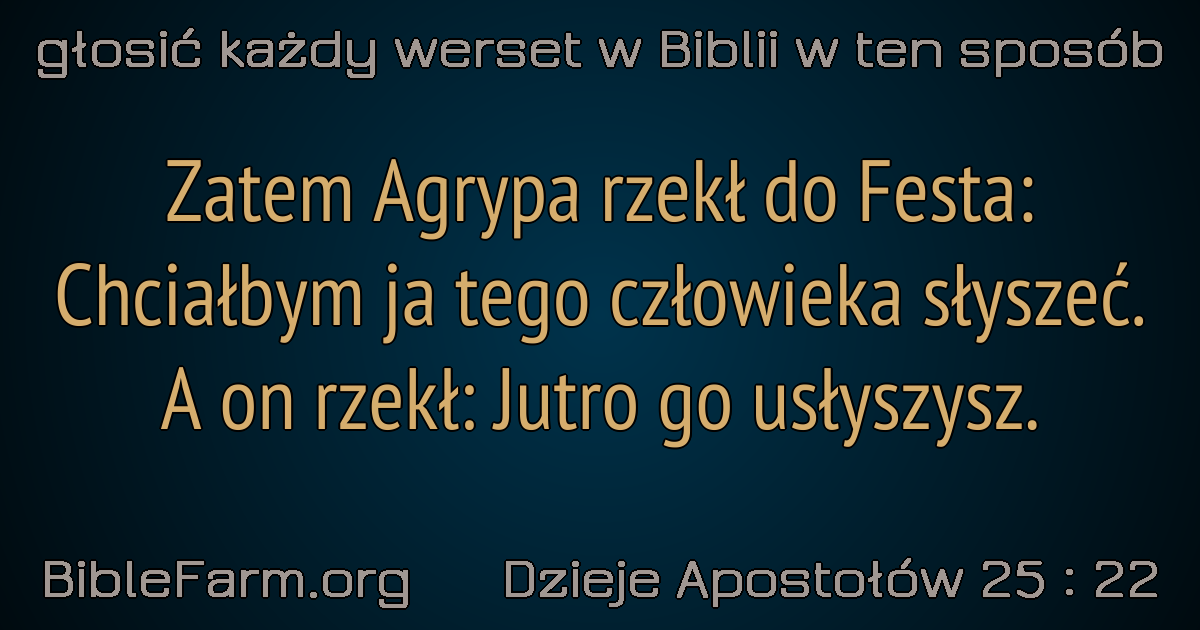 głosić każdy werset w Biblii w ten sposób
Zatem Agrypa rzekł do Festa:
Chciałbym ja tego człowieka słyszeć.
A on rzekł: Jutro go usłyszysz.
BibleFarm.org
Dzieje Apostołów 25 : 22